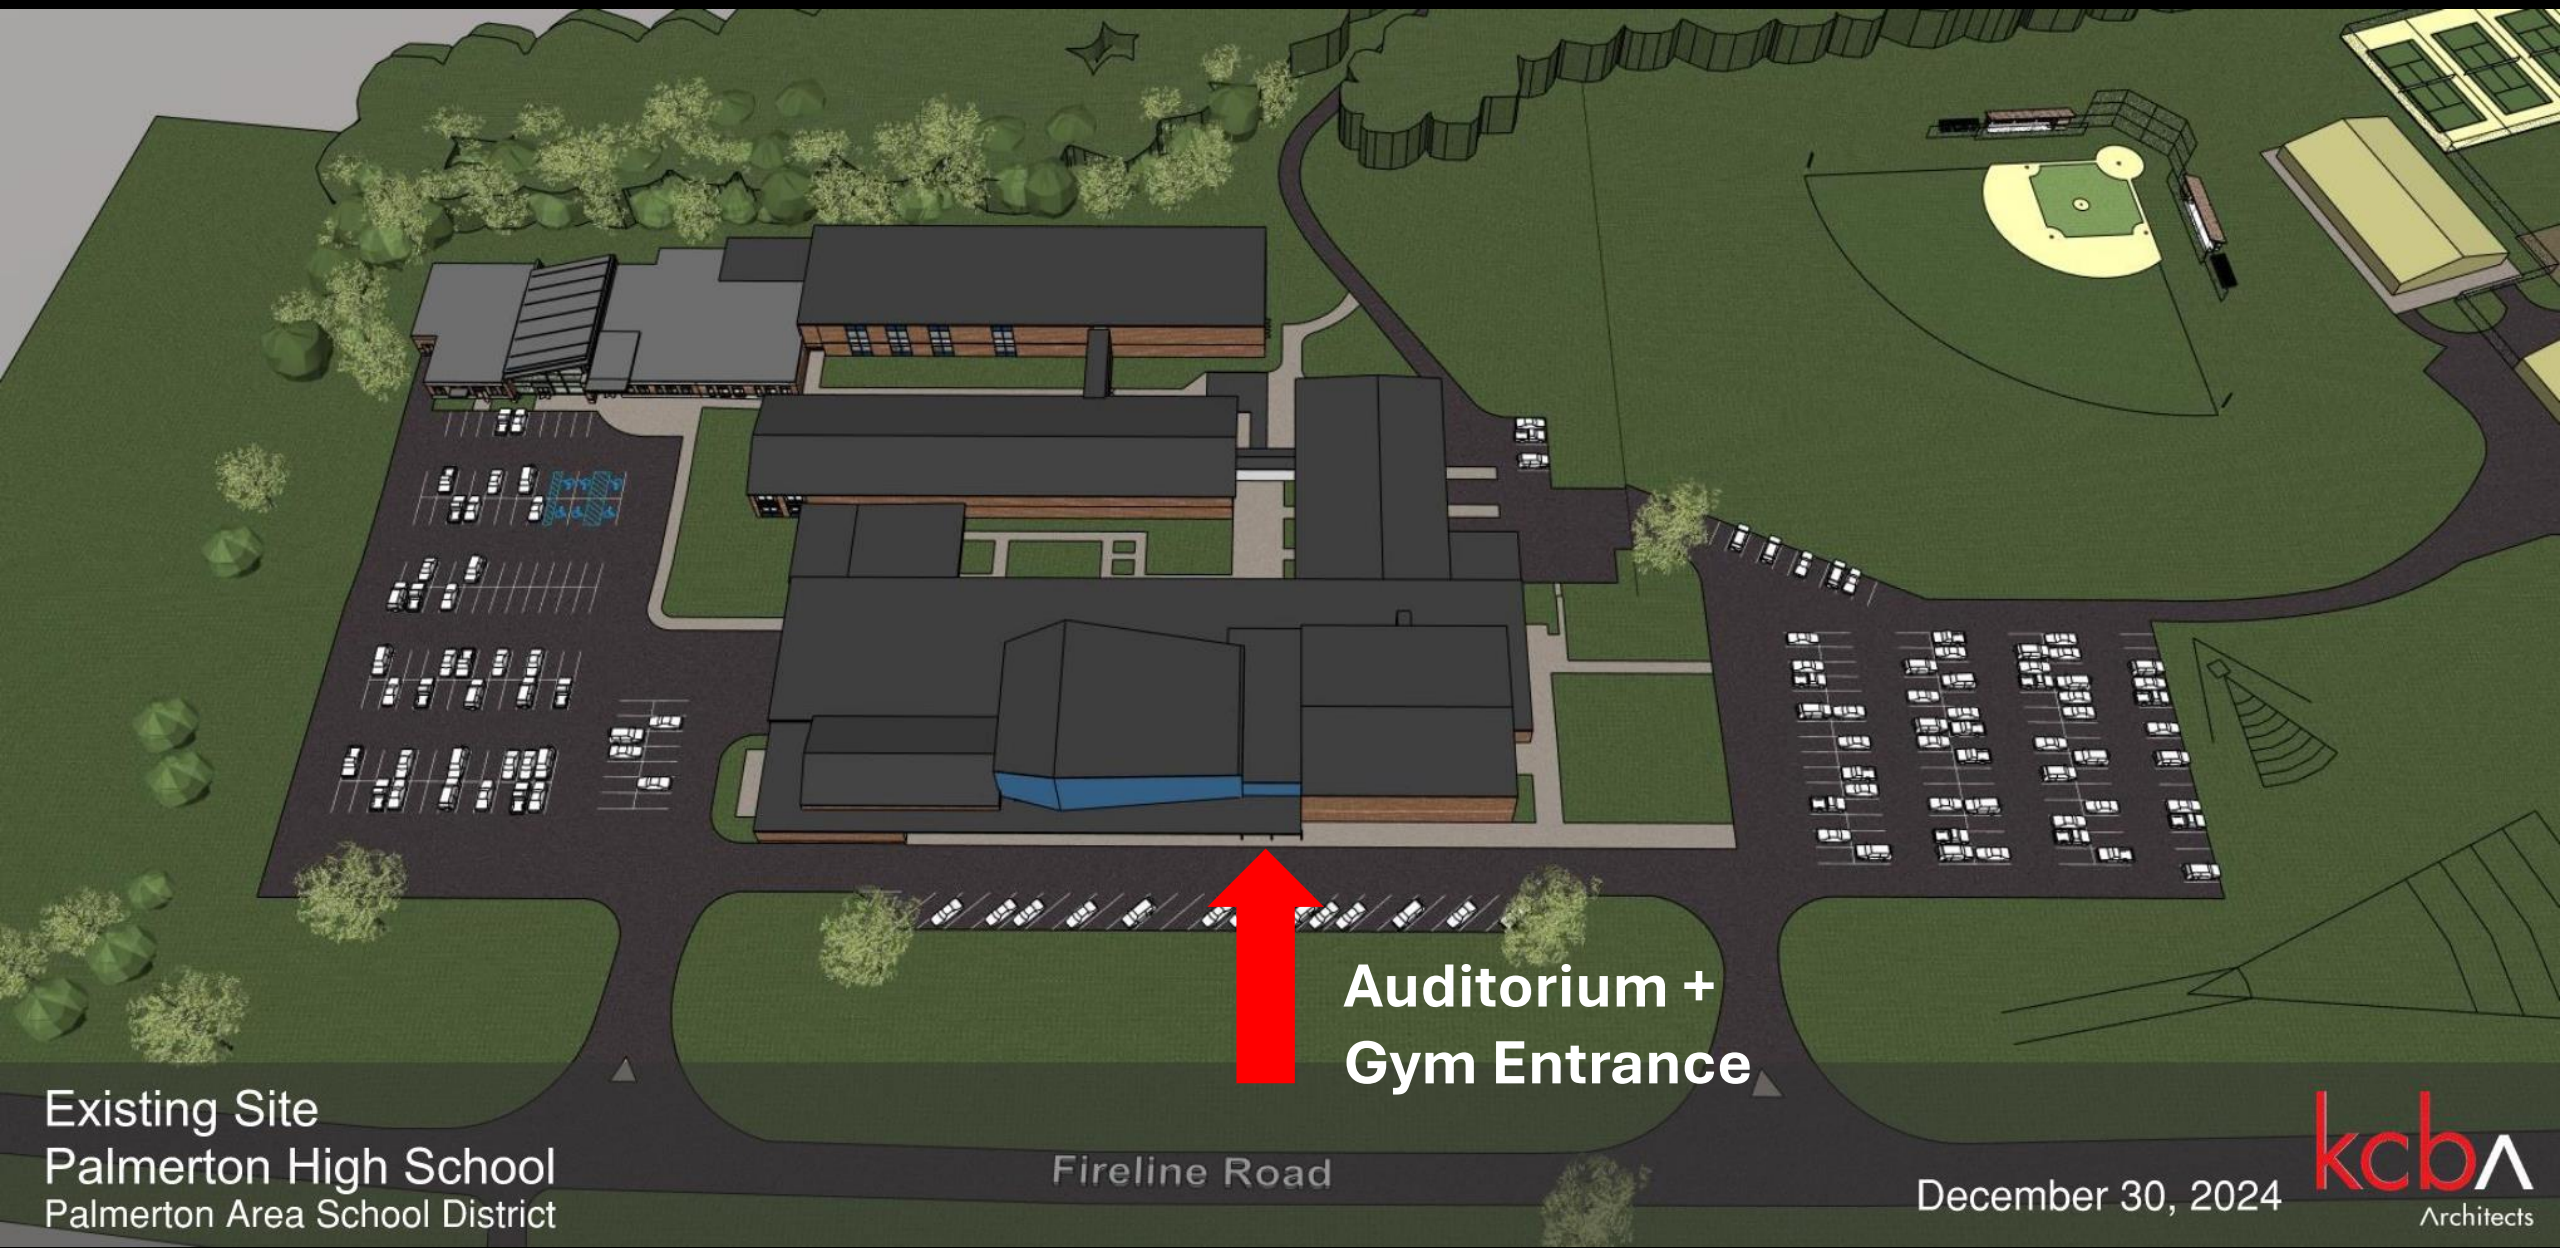 Auditorium +
Gym Entrance
Existing Site
Palmerton High School
Palmerton Area School District
Fireline Road
December 30, 2024
kcba
Architects